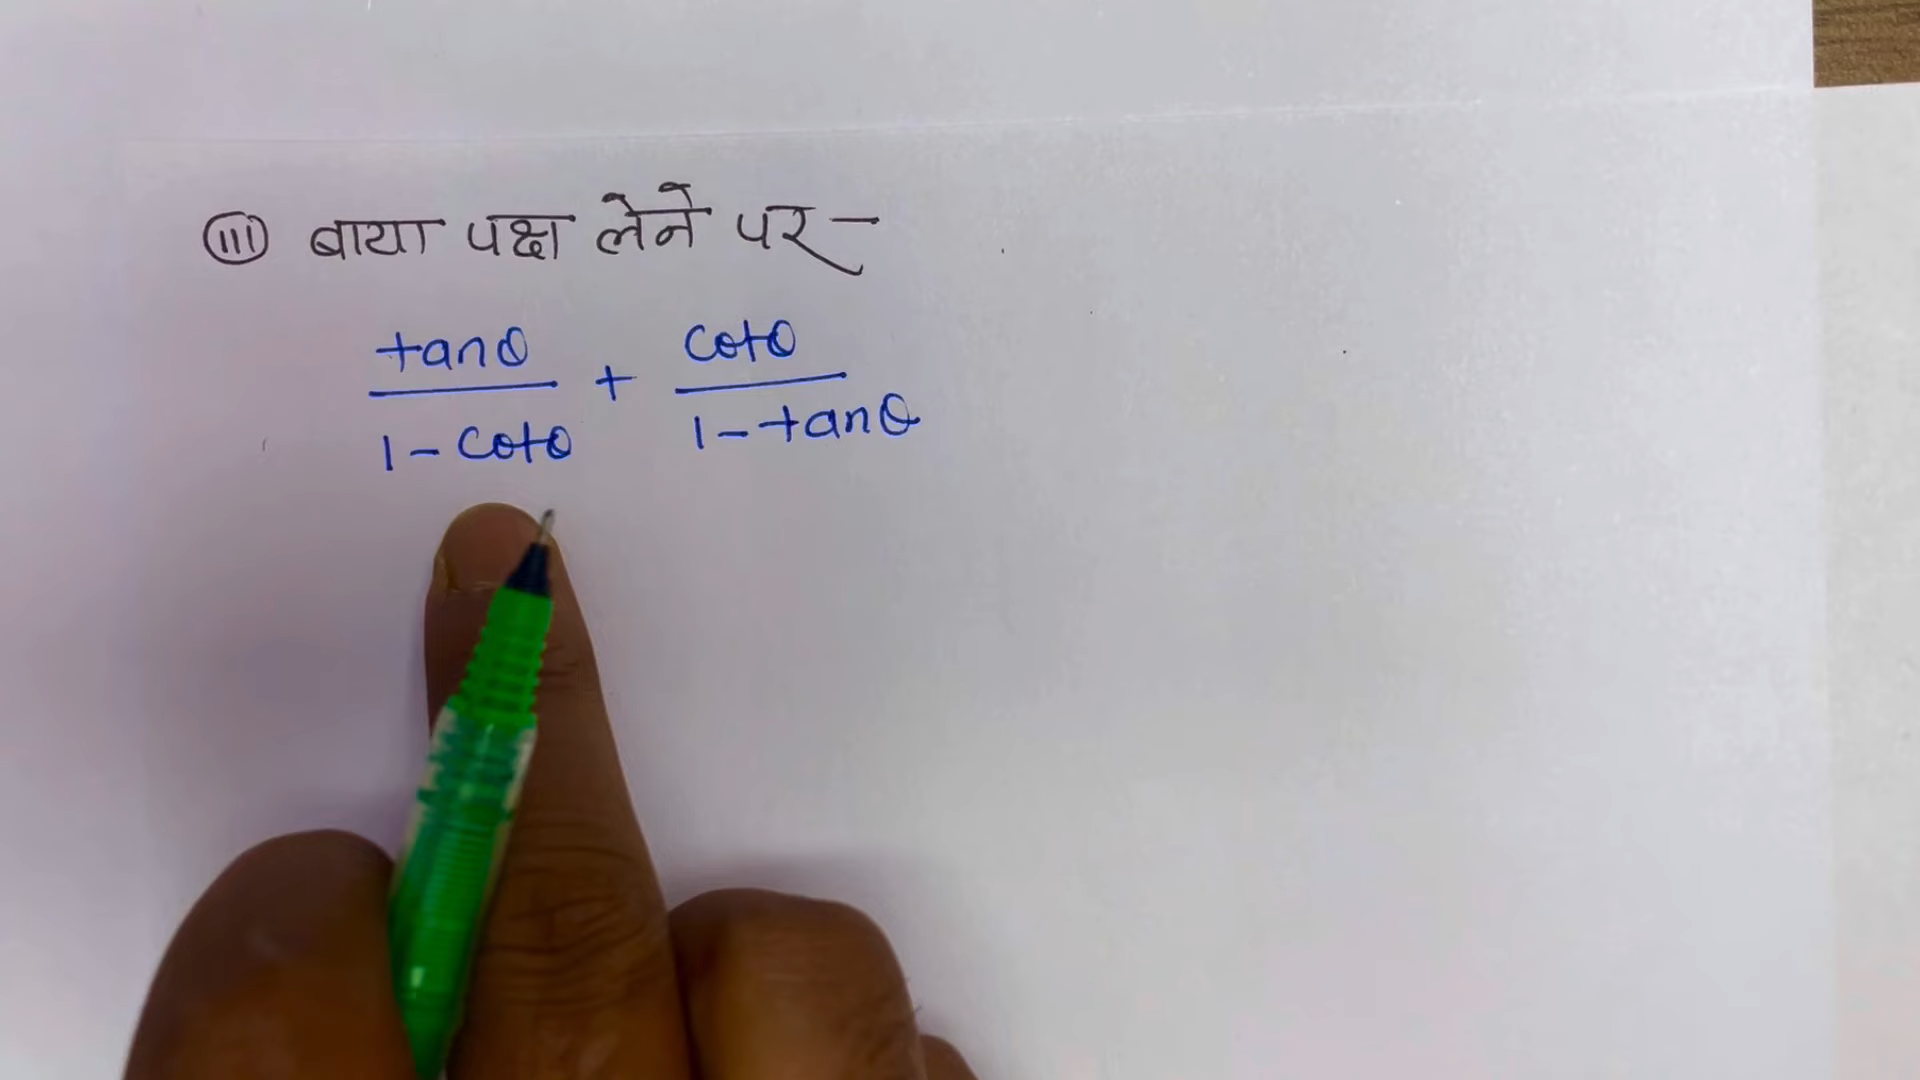 (iii) बाया पक्ष लेने पर –
tanθ/(1 - cotθ) + cotθ/(1 - tanθ)